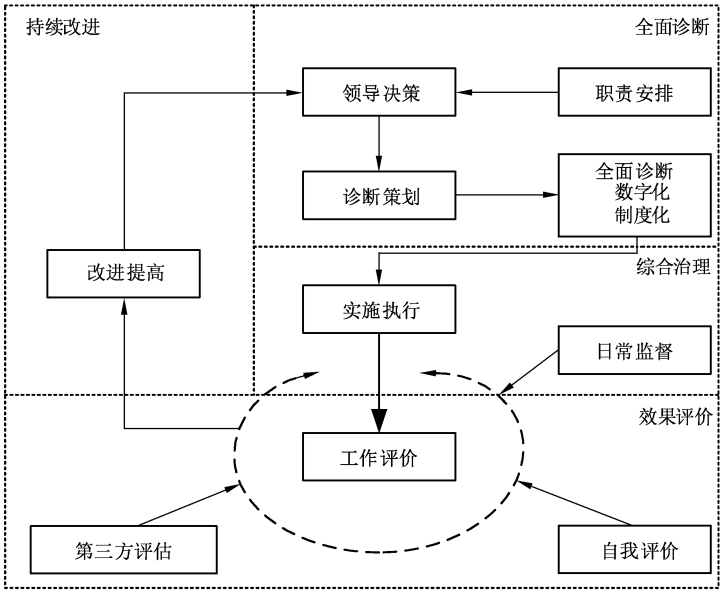 持续改进
全面诊断
领导决策
职责安排
诊断策划
全面诊断
数字化
制度化
改进提高
综合治理
实施执行
日常监督
效果评价
工作评价
第三方评估
自我评价